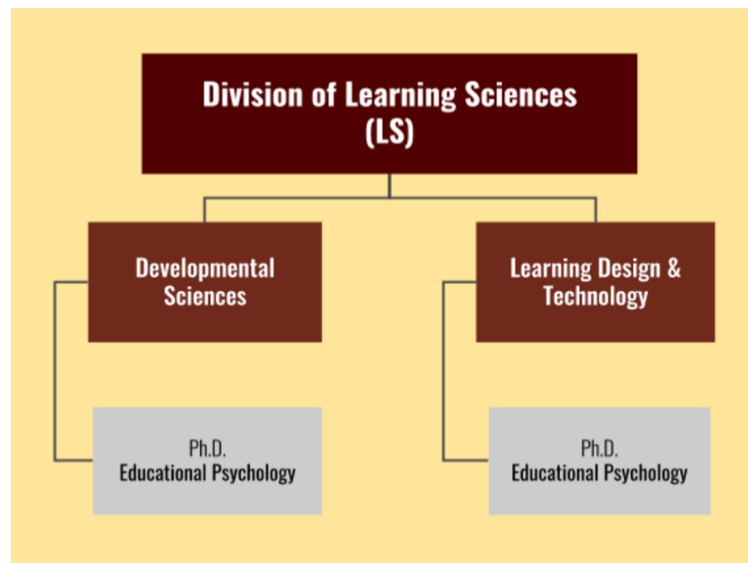 Division of Learning Sciences
(LS)
Developmental
Sciences
Learning Design &
Technology
Ph.D.
Educational Psychology
Ph.D.
Educational Psychology